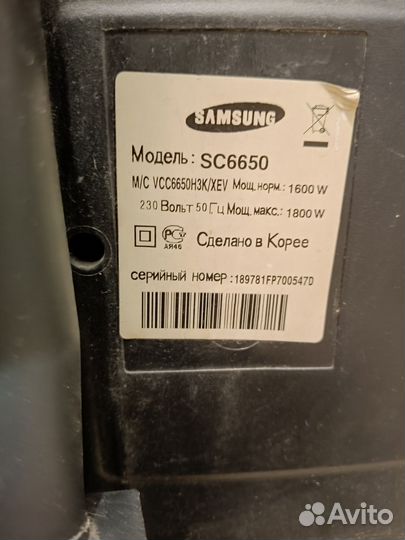 SAMSUNG
Модель: SC6650
M/C VCC6650H3K/XEV Мощ.норм.: 1600 W
230 Вольт 50 Гц Мощ.макс.: 1800 W
РС
АЯ46
Сделано в Корее
серийный номер :189781FP700547D
Avito